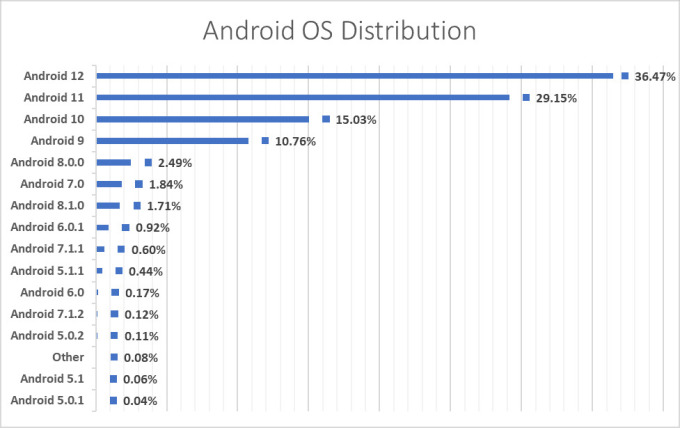 Android OS Distribution
Android 12 36.47%
Android 11 29.15%
Android 10 15.03%
Android 9 10.76%
Android 8.0.0 2.49%
Android 7.0 1.84%
Android 8.1.0 1.71%
Android 6.0.1 0.92%
Android 7.1.1 0.60%
Android 5.1.1 0.44%
Android 6.0 0.17%
Android 7.1.2 0.12%
Android 5.0.2 0.11%
Other 0.08%
Android 5.1 0.06%
Android 5.0.1 0.04%